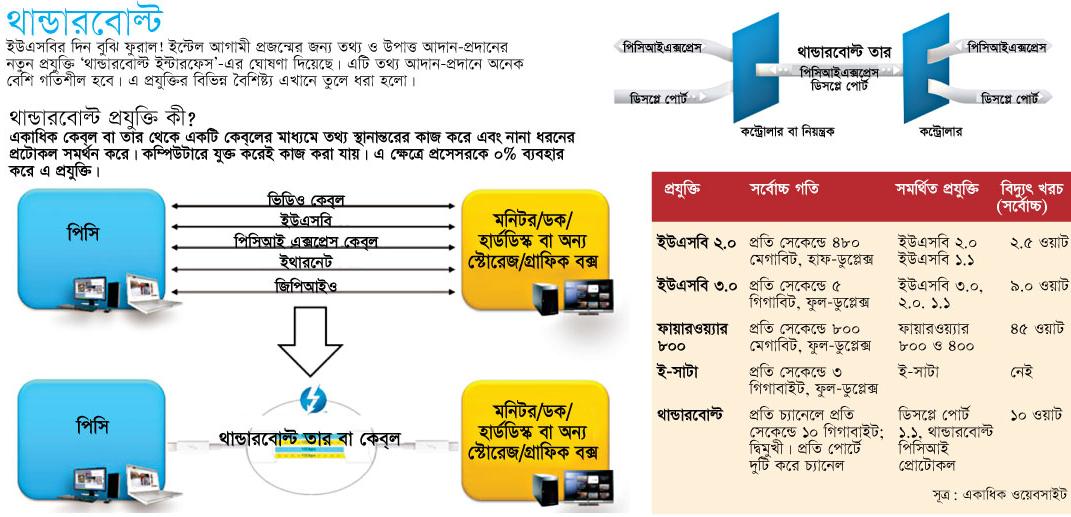 থান্ডারবোল্ট
ইউএসবির দিন বুঝি ফুরাল! ইন্টেল আগামী প্রজন্মের জন্য তথ্য ও উপাত্ত আদান-প্রদানের
নতুন প্রযুক্তি ‘থান্ডারবোল্ট ইন্টারফেস’-এর ঘোষণা দিয়েছে। এটি তথ্য আদান-প্রদানে অনেক
বেশি গতিশীল হবে। এ প্রযুক্তির বিভিন্ন বৈশিষ্ট্য এখানে তুলে ধরা হলো।
থান্ডারবোল্ট প্রযুক্তি কী?
একাধিক কেব্‌ল বা তার থেকে একটি কেব্‌লের মাধ্যমে তথ্য স্থানান্তরের কাজ করে এবং নানা ধরনের
প্রটোকল সমর্থন করে। কম্পিউটারে যুক্ত করেই কাজ করা যায়। এ ক্ষেত্রে প্রসেসরকে ০% ব্যবহার
করে এ প্রযুক্তি।
পিসি
ভিডিও কেব্‌ল
ইউএসবি
পিসিআই এক্সপ্রেস কেব্‌ল
ইথারনেট
জিপিআইও
মনিটর/ডক/
হার্ডডিস্ক বা অন্য
স্টোরেজ/গ্রাফিক বক্স
পিসি
থান্ডারবোল্ট তার বা কেব্‌ল
মনিটর/ডক/
হার্ডডিস্ক বা অন্য
স্টোরেজ/গ্রাফিক বক্স
পিসিআইএক্সপ্রেস
ডিসপ্লে পোর্ট
থান্ডারবোল্ট তার
পিসিআইএক্সপ্রেস
ডিসপ্লে পোর্ট
পিসিআইএক্সপ্রেস
ডিসপ্লে পোর্ট
কন্ট্রোলার বা নিয়ন্ত্রক
কন্ট্রোলার
প্রযুক্তি সর্বোচ্চ গতি সমর্থিত প্রযুক্তি বিদ্যুৎ খরচ
(সর্বোচ্চ)
ইউএসবি ২.০ প্রতি সেকেন্ডে ৪৮০ ইউএসবি ২.০ ২.৫ ওয়াট
মেগাবিট, হাফ-ডুপ্লেক্স ইউএসবি ১.১
ইউএসবি ৩.০ প্রতি সেকেন্ডে ৫ ইউএসবি ৩.০, ৯.০ ওয়াট
গিগাবিট, ফুল-ডুপ্লেক্স ২.০, ১.১
ফায়ারওয়্যার প্রতি সেকেন্ডে ৮০০ ফায়ারওয়্যার ৪৫ ওয়াট
৮০০ মেগাবিট, ফুল-ডুপ্লেক্স ৮০০ ও ৪০০
ই-সাটা প্রতি সেকেন্ডে ৩ ই-সাটা নেই
গিগাবাইট, ফুল-ডুপ্লেক্স
থান্ডারবোল্ট প্রতি চ্যানেলে প্রতি ডিসপ্লে পোর্ট ১০ ওয়াট
সেকেন্ডে ১০ গিগাবাইট; ১.১, থান্ডারবোল্ট
দ্বিমুখী। প্রতি পোর্টে পিসিআই
দুটি করে চ্যানেল প্রোটোকল
সূত্র : একাধিক ওয়েবসাইট